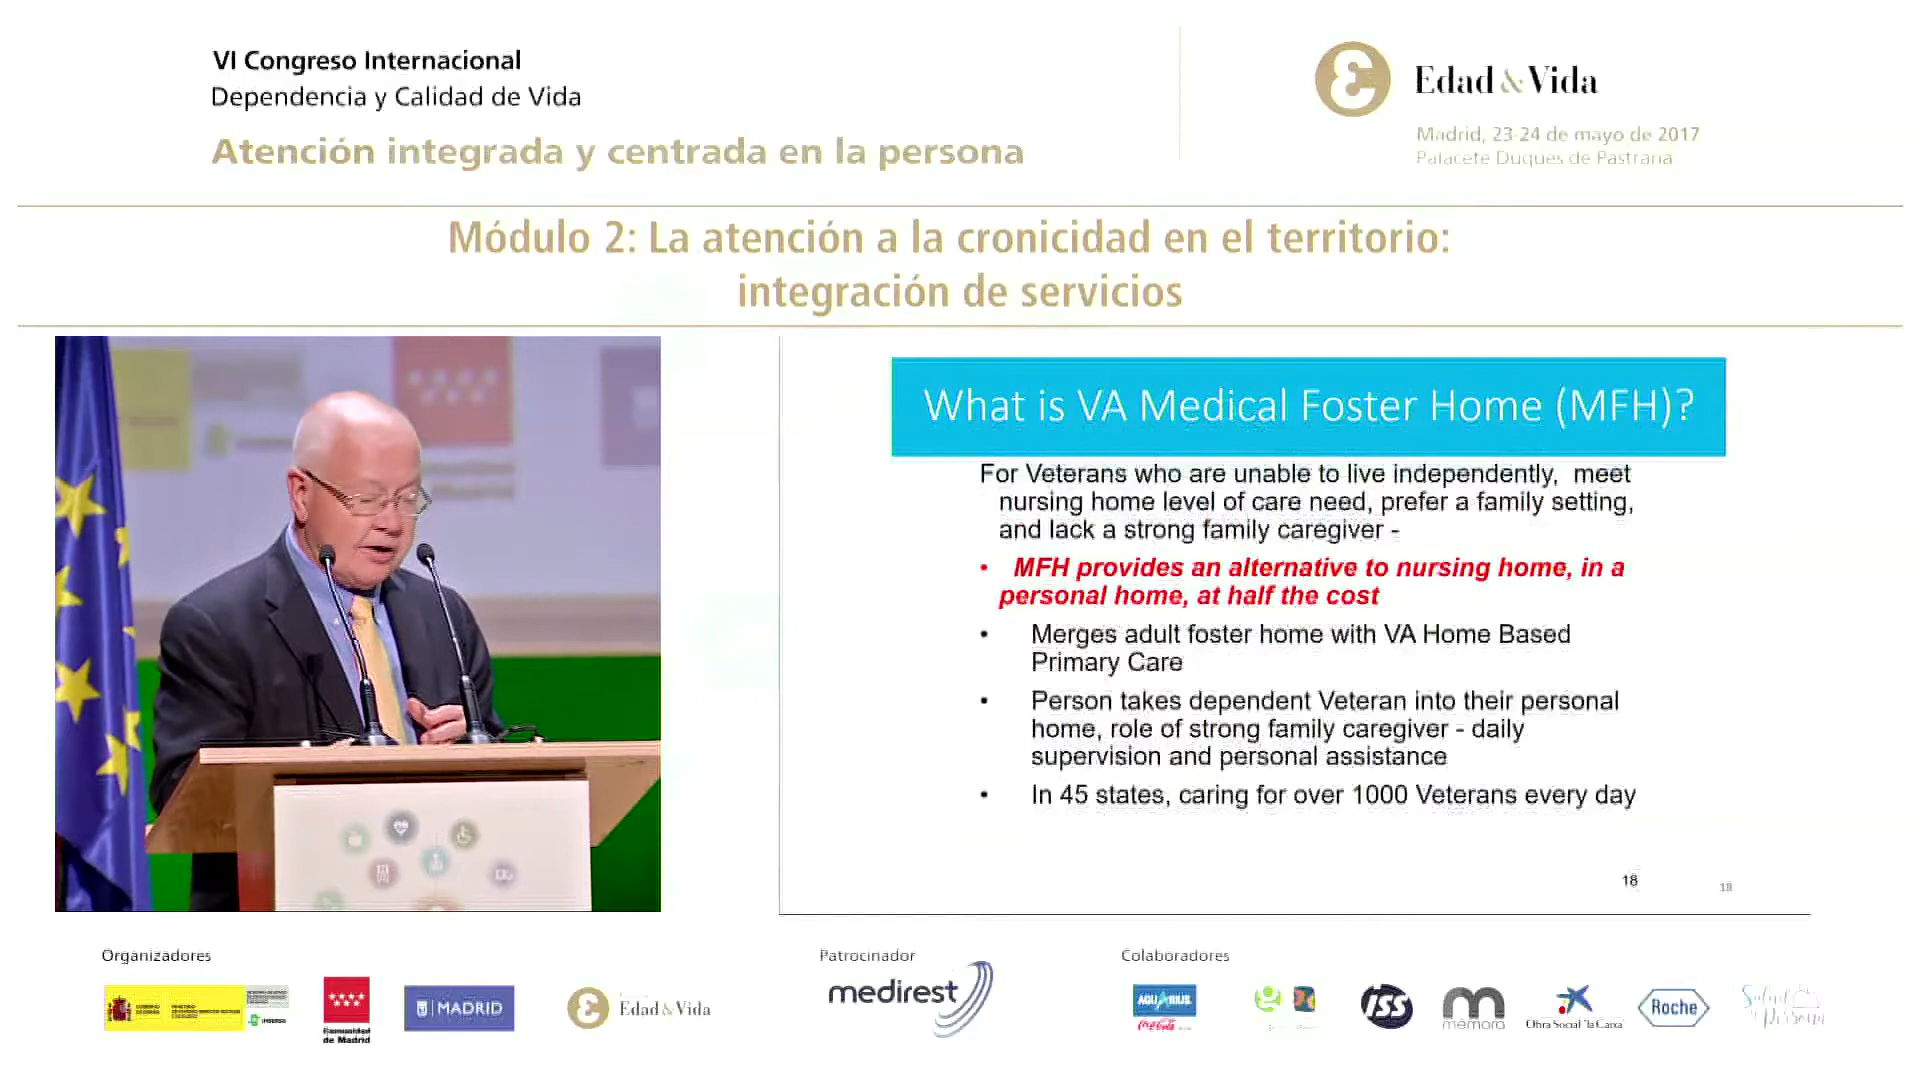 VI Congreso Internacional
Dependencia y Calidad de Vida
Atención integrada y centrada en la persona
Edad & Vida
Madrid, 23-24 de mayo de 2017
Palacete Duques de Pastrana
Módulo 2: La atención a la cronicidad en el territorio:
integración de servicios
What is VA Medical Foster Home (MFH)?
For Veterans who are unable to live independently, meet
nursing home level of care need, prefer a family setting,
and lack a strong family caregiver -
• MFH provides an alternative to nursing home, in a
personal home, at half the cost
• Merges adult foster home with VA Home Based
Primary Care
• Person takes dependent Veteran into their personal
home, role of strong family caregiver - daily
supervision and personal assistance
• In 45 states, caring for over 1000 Veterans every day
18
18
Organizadores
Patrocinador
Colaboradores
Comunidad
de Madrid
MADRID
Edad & Vida
medirest
AQUARIUS
Coca-Cola
ISS
mémora
Obra Social "la Caixa"
Roche